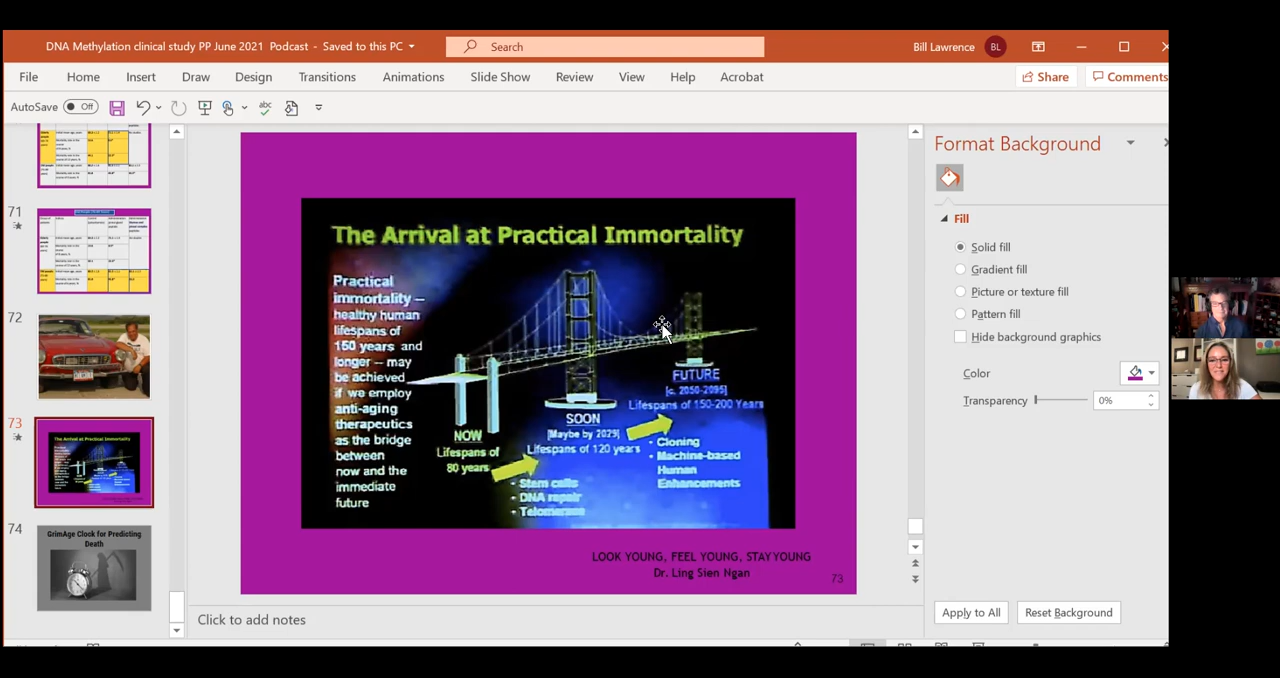 DNA Methylation clinical study PP June 2021 Podcast - Saved to this PC
Search
Bill Lawrence
BL
File Home Insert Draw Design Transitions Animations Slide Show Review View Help Acrobat
Share
Comments
AutoSave Off
abc
71
72
73
The Arrival at Practical Immortality
74
GrimAge Clock for Predicting
Death
The Arrival at Practical Immortality
Practical
immortality –
healthy human
lifespans of
150 years and
longer – may
be achieved
if we employ
anti-aging
therapeutics
as the bridge
between
now and the
immediate
future
NOW
Lifespans of
80 years
SOON
[Maybe by 2029]
Lifespans of 120 years
• Stem cells
• DNA repair
• Telomerase
FUTURE
[c. 2050-2095]
Lifespans of 150-200 Years
• Cloning
• Machine-based
Human
Enhancements
LOOK YOUNG, FEEL YOUNG, STAY YOUNG
Dr. Ling Sien Ngan
73
Click to add notes
Format Background
Fill
Solid fill
Gradient fill
Picture or texture fill
Pattern fill
Hide background graphics
Color
Transparency 0%
Apply to All
Reset Background